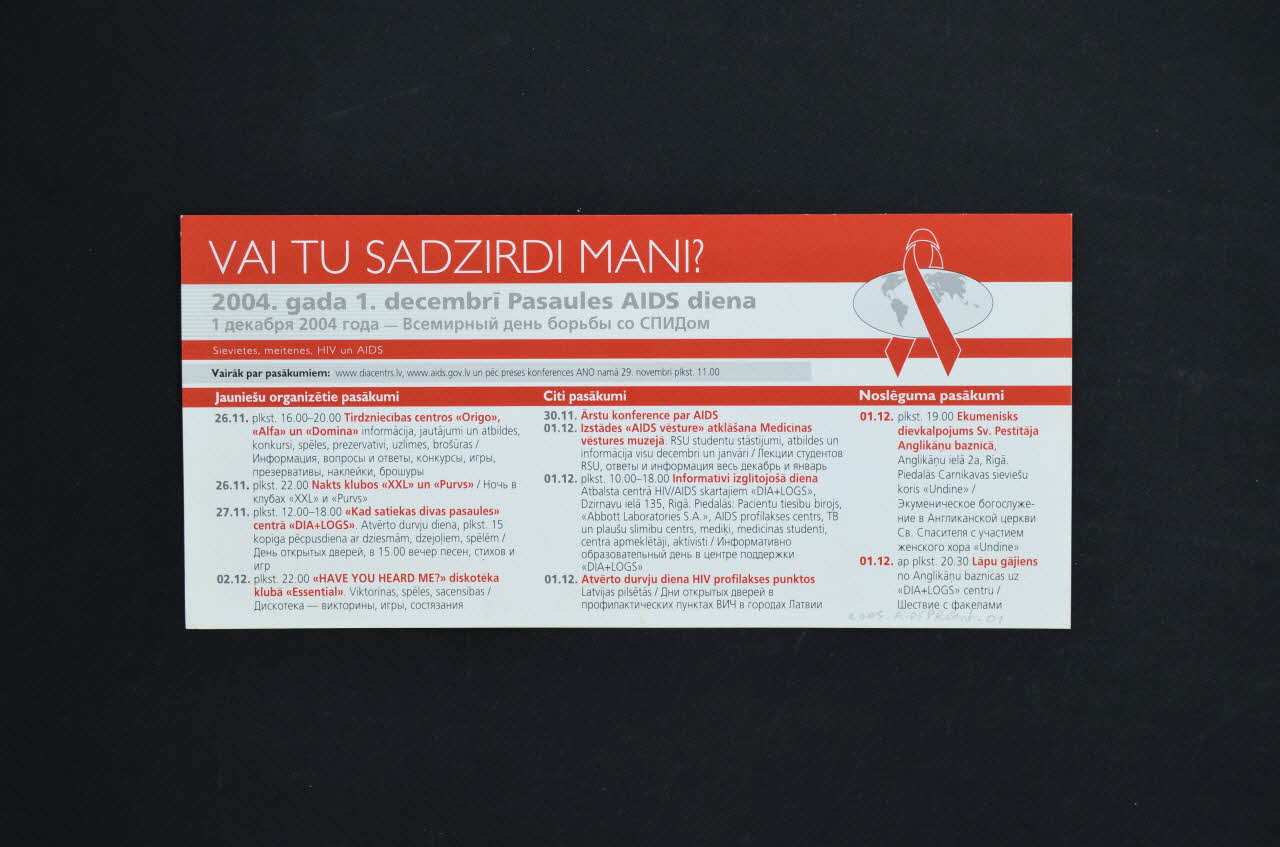 VAI TU SADZIRDI MANI?
2004. gada 1. decembrī Pasaules AIDS diena
1 декабря 2004 года — Всемирный день борьбы со СПИДом
Sievietes, meitenes, HIV un AIDS
Vairāk par pasākumiem: www.diacentrs.lv, www.aids.gov.lv un pēc preses konferences ANO namā 29. novembrī plkst. 11.00
Jauniešu organizētie pasākumi
26.11. plkst. 16.00–20.00 Tirdzniecības centros «Origo»,
«Alfa» un «Domina» informācija, jautājumi un atbildes,
konkursi, spēles, prezervatīvi, uzlīmes, brošūras /
Информация, вопросы и ответы, конкурсы, игры,
презервативы, наклейки, брошуры
26.11. plkst. 22.00 Nakts klubos «XXL» un «Purvs» / Ночь в
клубах «XXL» и «Purvs»
27.11. plkst. 12.00–18.00 «Kad satiekas divas pasaules»
centrā «DIA+LOGS». Atvērto durvju diena, plkst. 15
kopīga pēcpusdiena ar dziesmām, dzejoļiem, spēlēm /
День открытых дверей, в 15.00 вечер песен, стихов и
игр
02.12. plkst. 22.00 «HAVE YOU HEARD ME?» diskotēka
klubā «Essential». Viktorīnas, spēles, sacensības /
Дискотека — викторины, игры, состязания
Citi pasākumi
30.11. Ārstu konference par AIDS
01.12. Izstādes «AIDS vēsture» atklāšana Medicīnas
vēstures muzejā. RSU studentu stāstījumi, atbildes un
informācija visu decembri un janvāri / Лекции студентов
RSU, ответы и информация весь декабрь и январь
01.12. plkst. 10.00–18.00 Informatīvi izglītojošā diena
Atbalsta centrā HIV/AIDS skartajiem «DIA+LOGS»,
Dzirnavu ielā 135, Rīgā. Piedalās: Pacientu tiesību birojs,
«Abbott Laboratories S.A.», AIDS profilakses centrs, TB
un plaušu slimību centrs, mediķi, medicīnas studenti,
centra apmeklētāji, aktīvisti / Информативно
образовательный день в центре поддержки
«DIA+LOGS»
01.12. Atvērto durvju diena HIV profilakses punktos
Latvijas pilsētās / Дни открытых дверей в
профилактических пунктах ВИЧ в городах Латвии
Noslēguma pasākumi
01.12. plkst. 19.00 Ekumenisks
dievkalpojums Sv. Pestītāja
Anglikāņu baznīcā,
Anglikāņu ielā 2a, Rīgā.
Piedalās Carnikavas sieviešu
koris «Undīne» /
Экуменическое богослуже-
ние в Англиканской церкви
Св. Спасителя с участием
женского хора «Undīne»
01.12. ap plkst. 20.30 Lāpu gājiens
no Anglikāņu baznīcas uz
«DIA+LOGS» centru /
Шествие с факелами